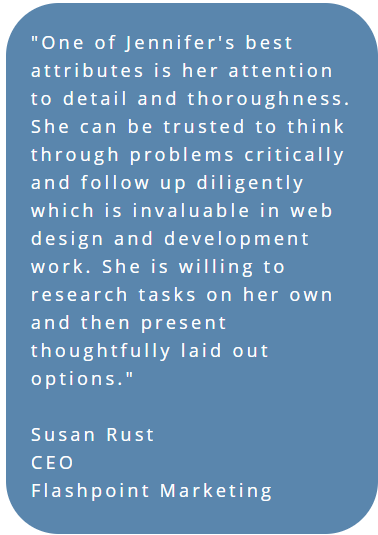 "One of Jennifer's best
attributes is her attention
to detail and thoroughness.
She can be trusted to think
through problems critically
and follow up diligently
which is invaluable in web
design and development
work. She is willing to
research tasks on her own
and then present
thoughtfully laid out
options."
Susan Rust
CEO
Flashpoint Marketing